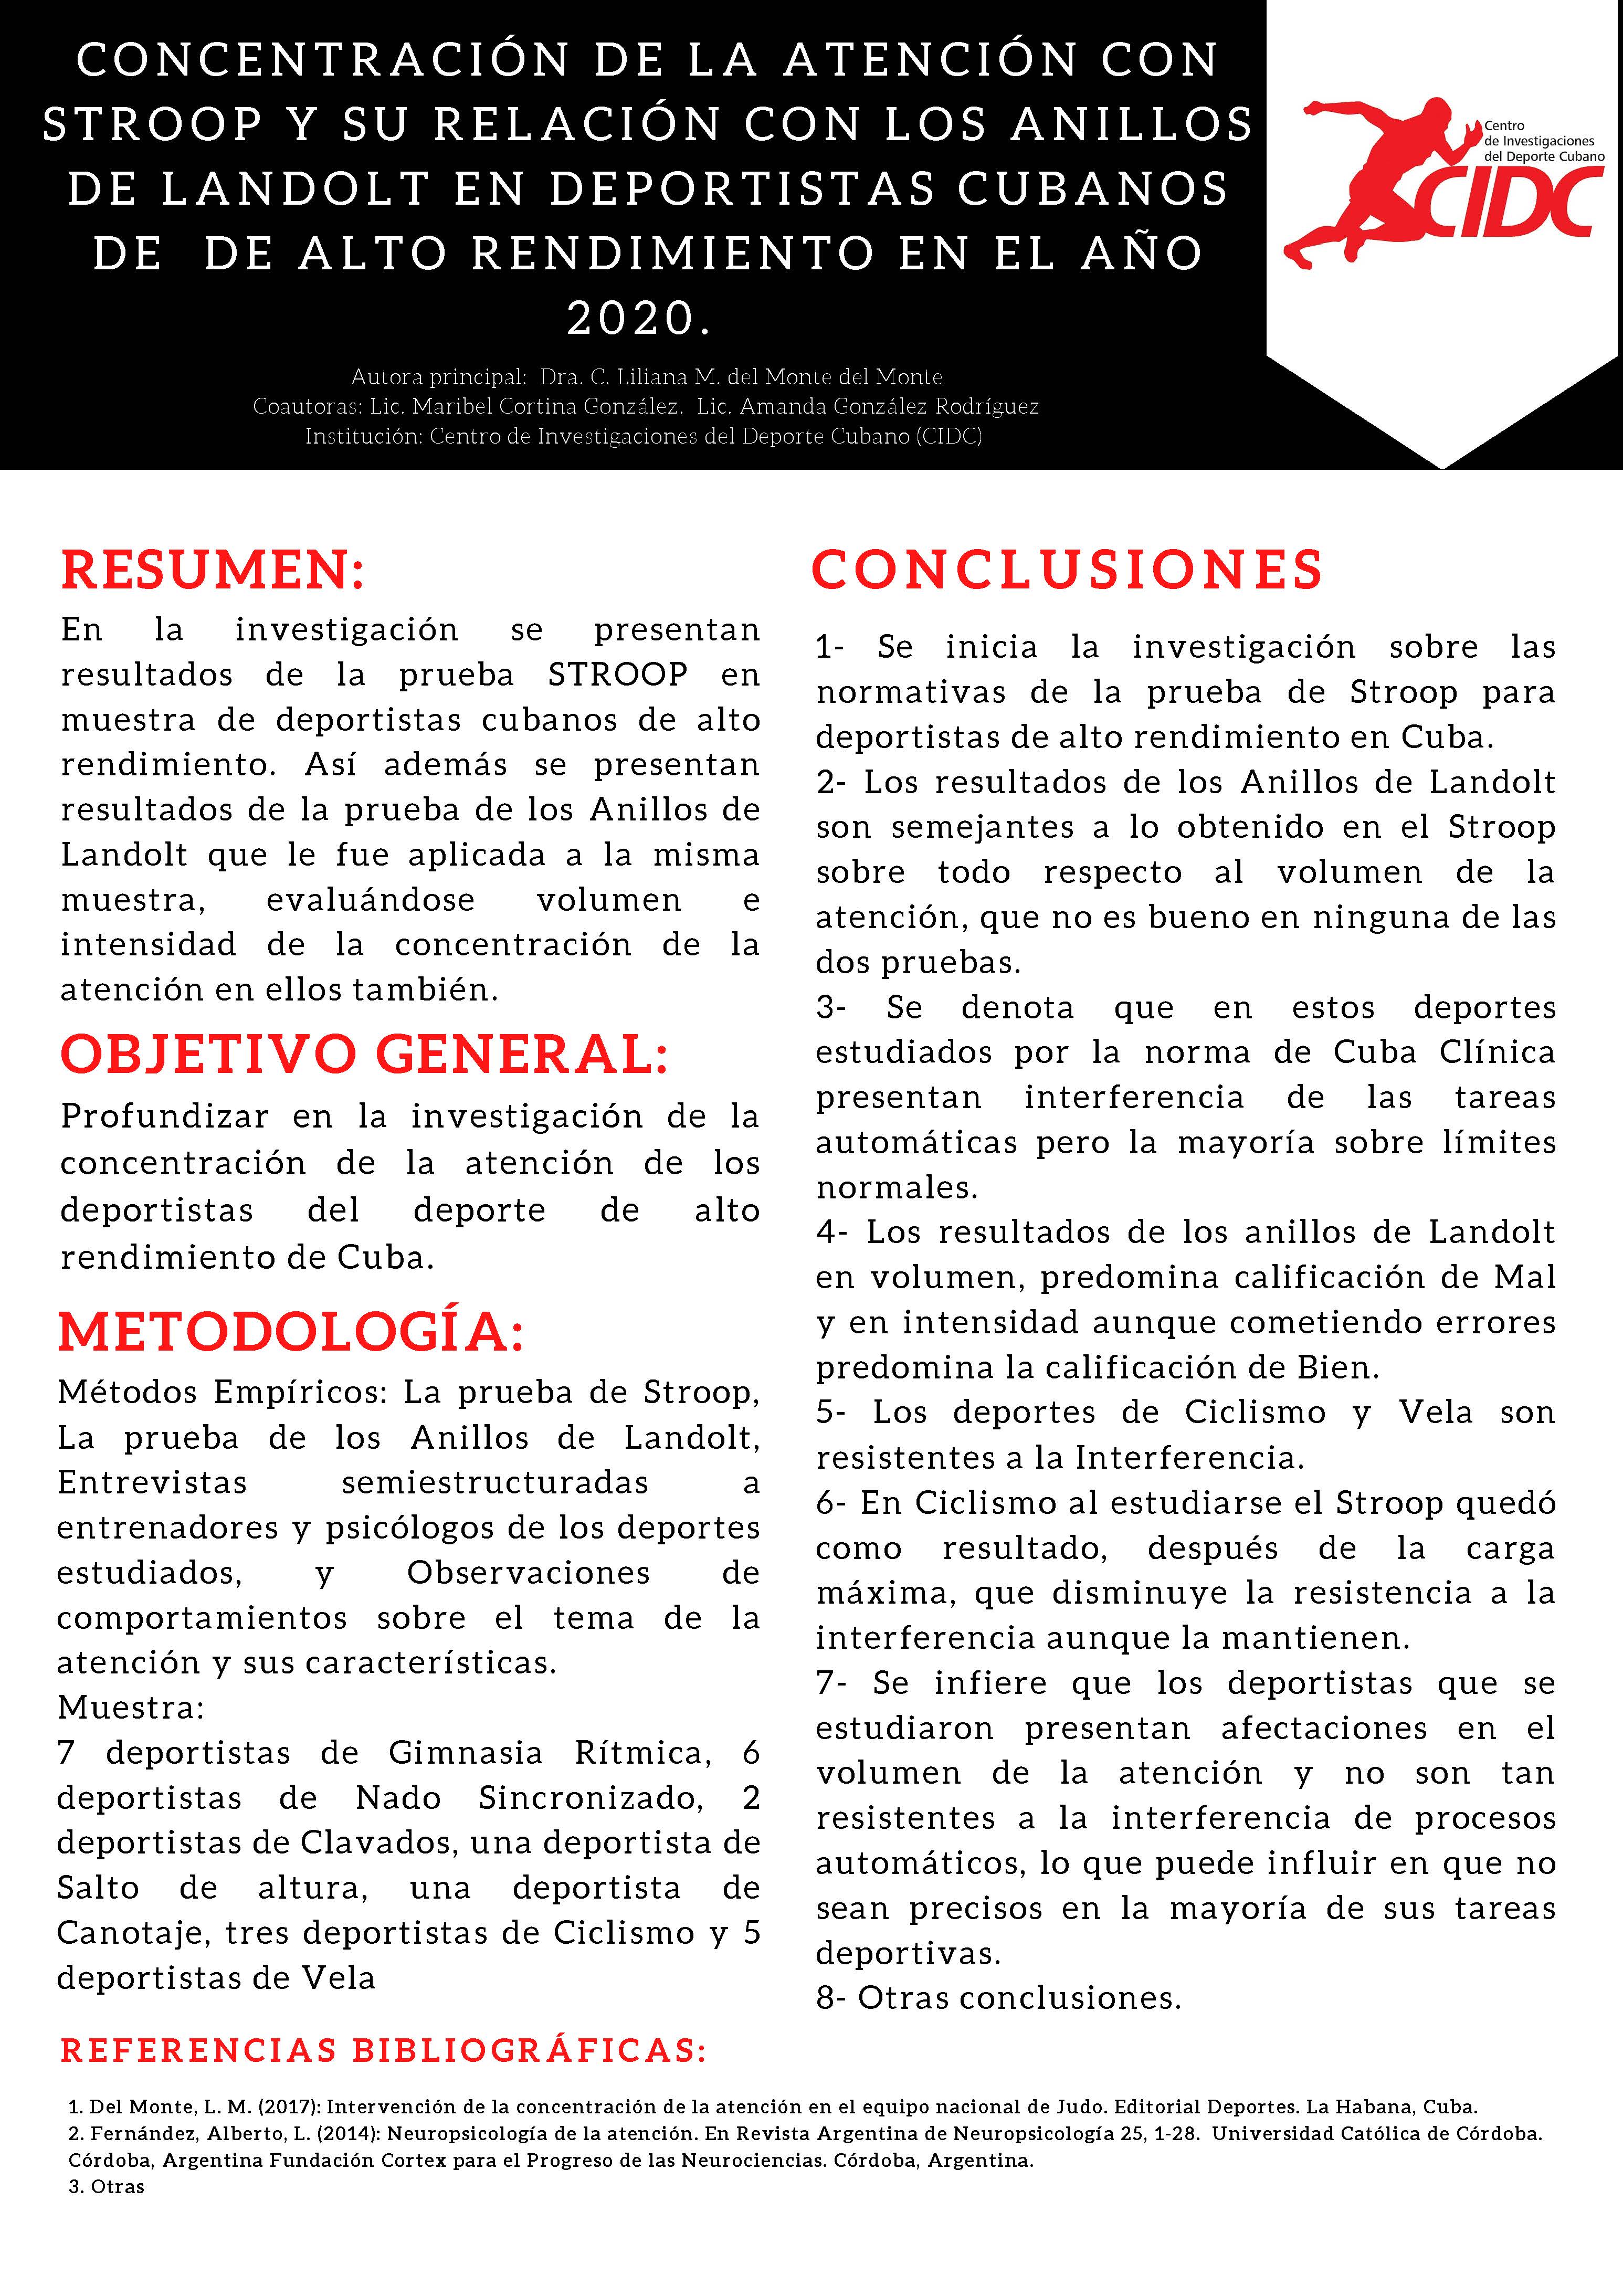 CONCENTRACIÓN DE LA ATENCIÓN CON
STROOP Y SU RELACIÓN CON LOS ANILLOS
DE LANDOLT EN DEPORTISTAS CUBANOS
DE DE ALTO RENDIMIENTO EN EL AÑO
2020.
Autora principal: Dra. C. Liliana M. del Monte del Monte
Coautoras: Lic. Maribel Cortina González. Lic. Amanda González Rodríguez
Institución: Centro de Investigaciones del Deporte Cubano (CIDC)
Centro
de Investigaciones
del Deporte Cubano
CIDC
RESUMEN:
En la investigación se presentan
resultados de la prueba STROOP en
muestra de deportistas cubanos de alto
rendimiento. Así además se presentan
resultados de la prueba de los Anillos de
Landolt que le fue aplicada a la misma
muestra, evaluándose volumen e
intensidad de la concentración de la
atención en ellos también.
OBJETIVO GENERAL:
Profundizar en la investigación de la
concentración de la atención de los
deportistas del deporte de alto
rendimiento de Cuba.
METODOLOGÍA:
Métodos Empíricos: La prueba de Stroop,
La prueba de los Anillos de Landolt,
Entrevistas semiestructuradas a
entrenadores y psicólogos de los deportes
estudiados, y Observaciones de
comportamientos sobre el tema de la
atención y sus características.
Muestra:
7 deportistas de Gimnasia Rítmica, 6
deportistas de Nado Sincronizado, 2
deportistas de Clavados, una deportista de
Salto de altura, una deportista de
Canotaje, tres deportistas de Ciclismo y 5
deportistas de Vela
CONCLUSIONES
1- Se inicia la investigación sobre las
normativas de la prueba de Stroop para
deportistas de alto rendimiento en Cuba.
2- Los resultados de los Anillos de Landolt
son semejantes a lo obtenido en el Stroop
sobre todo respecto al volumen de la
atención, que no es bueno en ninguna de las
dos pruebas.
3- Se denota que en estos deportes
estudiados por la norma de Cuba Clínica
presentan interferencia de las tareas
automáticas pero la mayoría sobre límites
normales.
4- Los resultados de los anillos de Landolt
en volumen, predomina calificación de Mal
y en intensidad aunque cometiendo errores
predomina la calificación de Bien.
5- Los deportes de Ciclismo y Vela son
resistentes a la Interferencia.
6- En Ciclismo al estudiarse el Stroop quedó
como resultado, después de la carga
máxima, que disminuye la resistencia a la
interferencia aunque la mantienen.
7- Se infiere que los deportistas que se
estudiaron presentan afectaciones en el
volumen de la atención y no son tan
resistentes a la interferencia de procesos
automáticos, lo que puede influir en que no
sean precisos en la mayoría de sus tareas
deportivas.
8- Otras conclusiones.
REFERENCIAS BIBLIOGRÁFICAS:
1. Del Monte, L. M. (2017): Intervención de la concentración de la atención en el equipo nacional de Judo. Editorial Deportes. La Habana, Cuba.
2. Fernández, Alberto, L. (2014): Neuropsicología de la atención. En Revista Argentina de Neuropsicología 25, 1-28. Universidad Católica de Córdoba.
Córdoba, Argentina Fundación Cortex para el Progreso de las Neurociencias. Córdoba, Argentina.
3. Otras